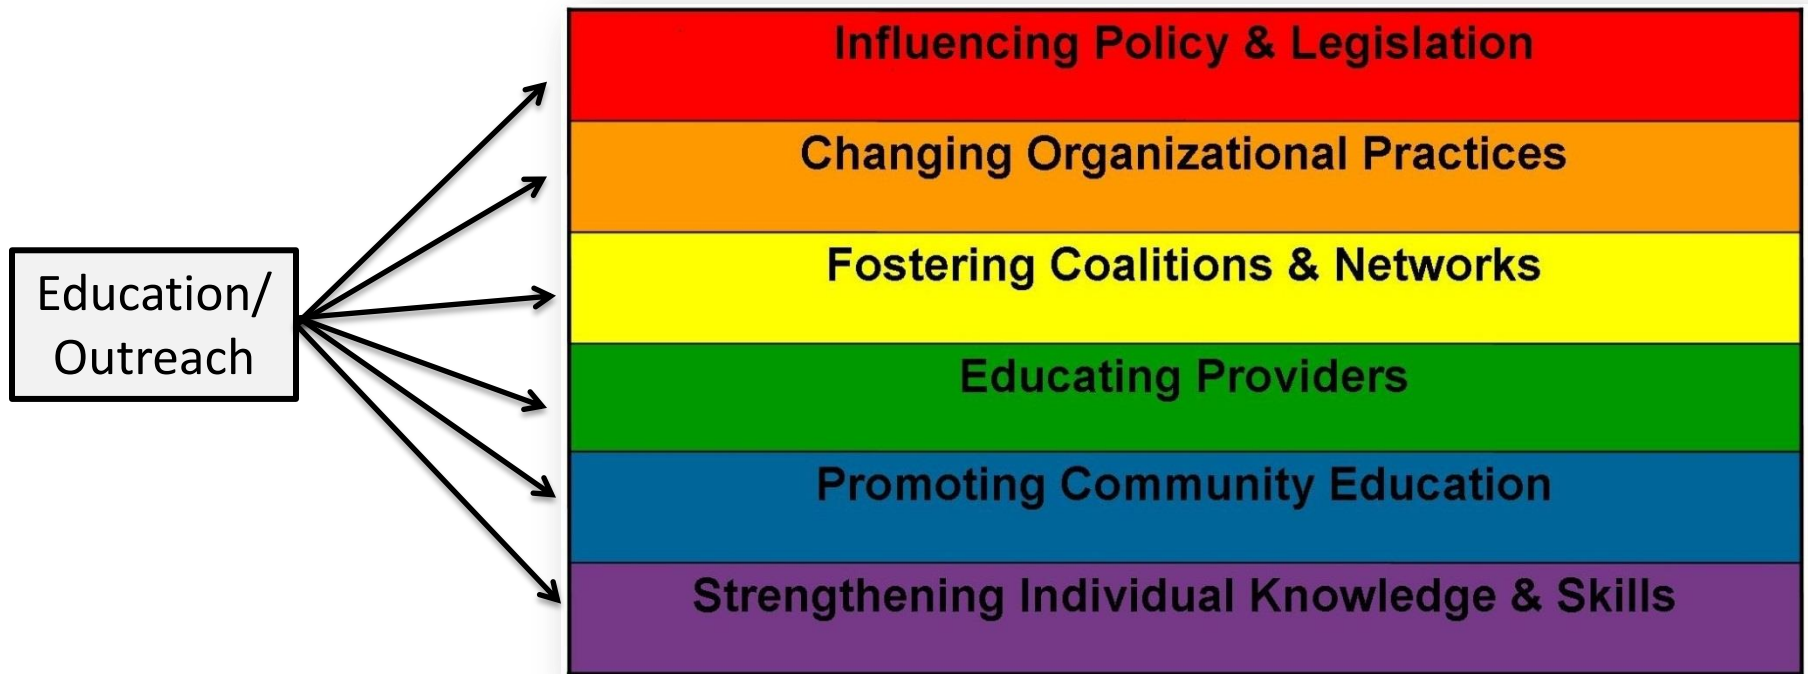 Education/
Outreach
Influencing Policy & Legislation
Changing Organizational Practices
Fostering Coalitions & Networks
Educating Providers
Promoting Community Education
Strengthening Individual Knowledge & Skills